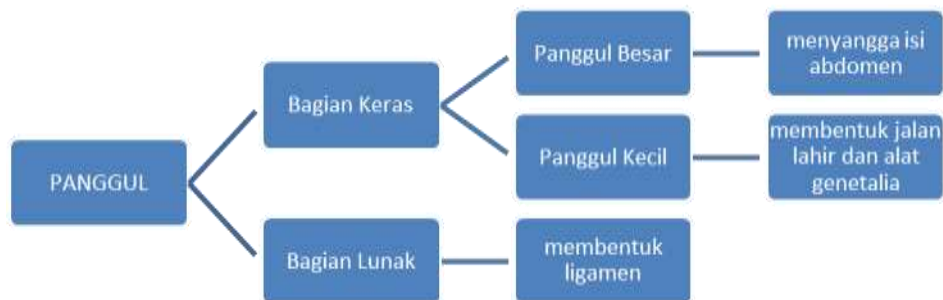 PANGGUL
Bagian Keras
Panggul Besar
menyangga isi
abdomen
Panggul Kecil
membentuk jalan
lahir dan alat
genetalia
Bagian Lunak
membentuk
ligamen